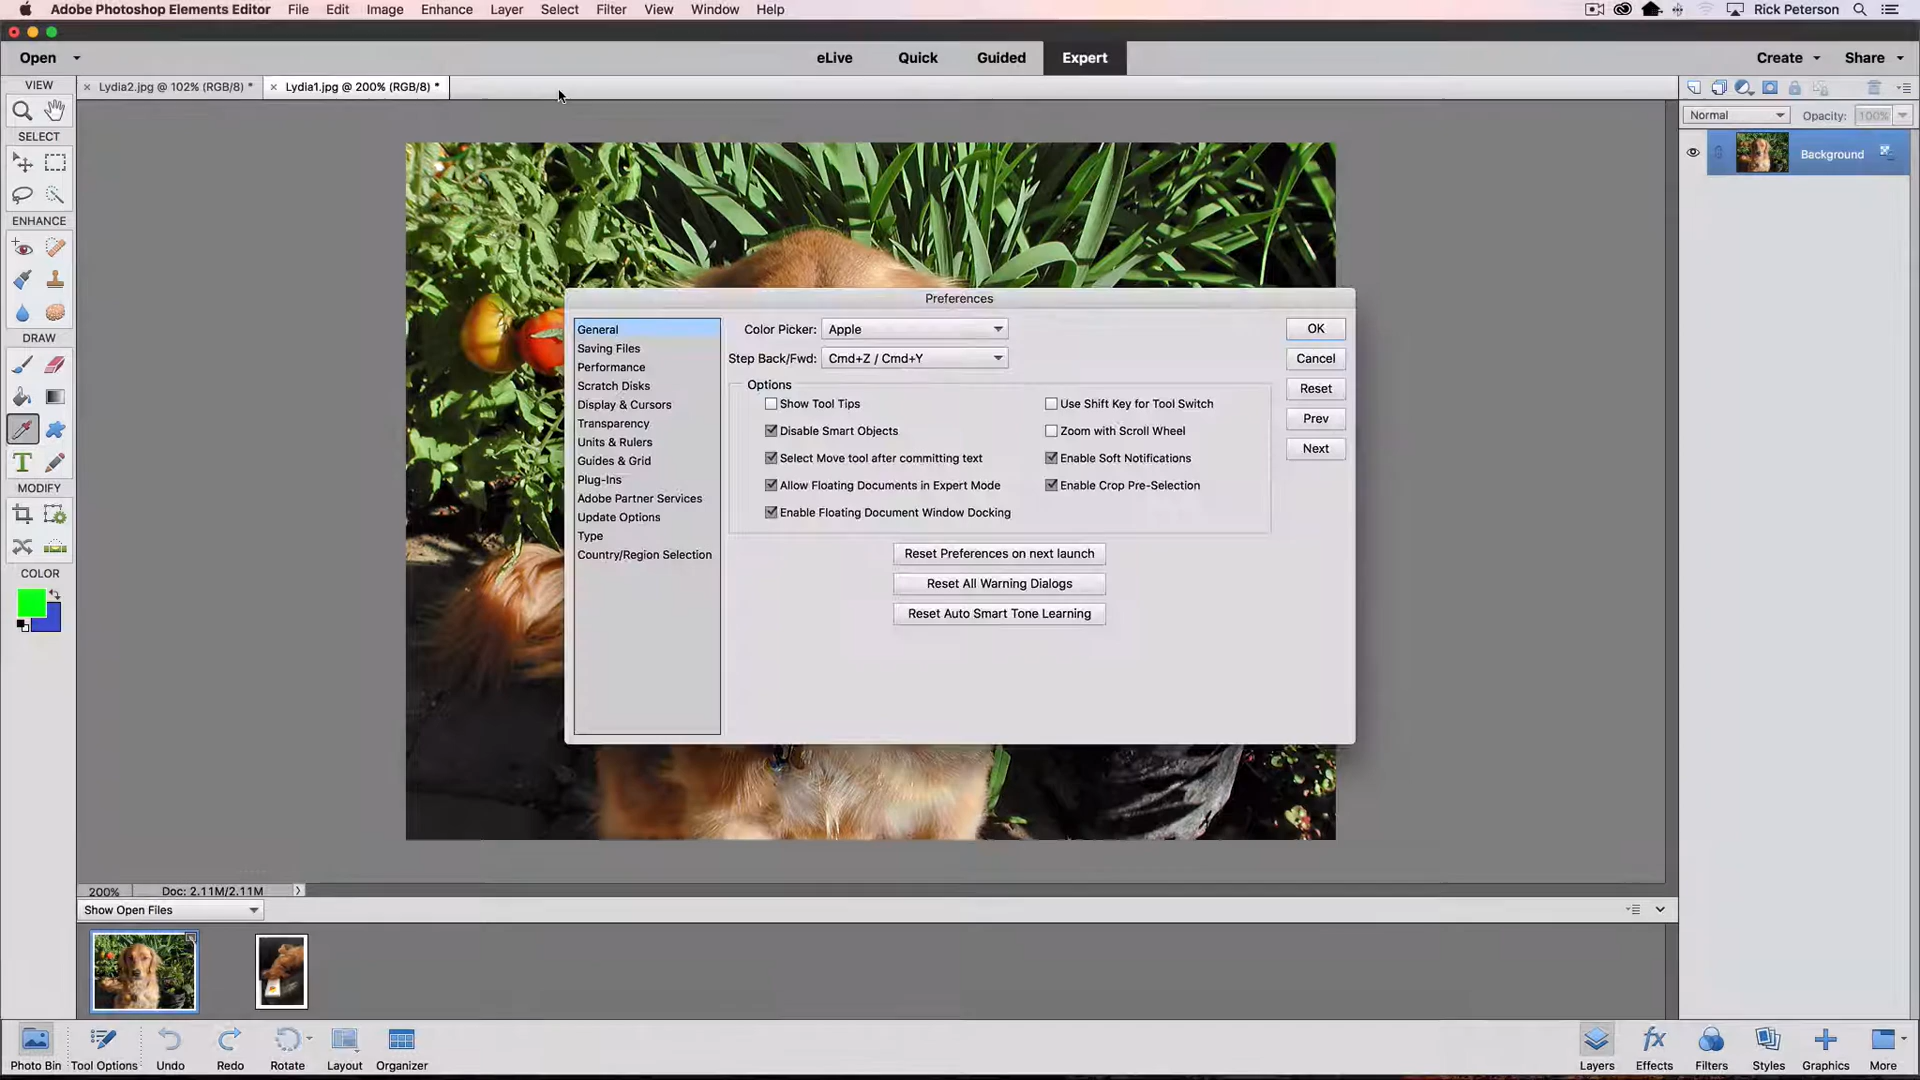 Adobe Photoshop Elements Editor File Edit Image Enhance Layer Select Filter View Window Help Rick Peterson
Open eLive Quick Guided Expert Create Share
VIEW Lydia2.jpg @ 102% (RGB/8) * Lydia1.jpg @ 200% (RGB/8) *
Normal Opacity: 100%
SELECT
Background
ENHANCE
DRAW
T
MODIFY
COLOR
Preferences
General
Saving Files
Performance
Scratch Disks
Display & Cursors
Transparency
Units & Rulers
Guides & Grid
Plug-Ins
Adobe Partner Services
Update Options
Type
Country/Region Selection
Color Picker: Apple
Step Back/Fwd: Cmd+Z / Cmd+Y
Options
Show Tool Tips Use Shift Key for Tool Switch
Disable Smart Objects Zoom with Scroll Wheel
Select Move tool after committing text Enable Soft Notifications
Allow Floating Documents in Expert Mode Enable Crop Pre-Selection
Enable Floating Document Window Docking
Reset Preferences on next launch
Reset All Warning Dialogs
Reset Auto Smart Tone Learning
OK
Cancel
Reset
Prev
Next
200% Doc: 2.11M/2.11M
Show Open Files
Photo Bin Tool Options Undo Redo Rotate Layout Organizer Layers Effects Filters Styles Graphics More